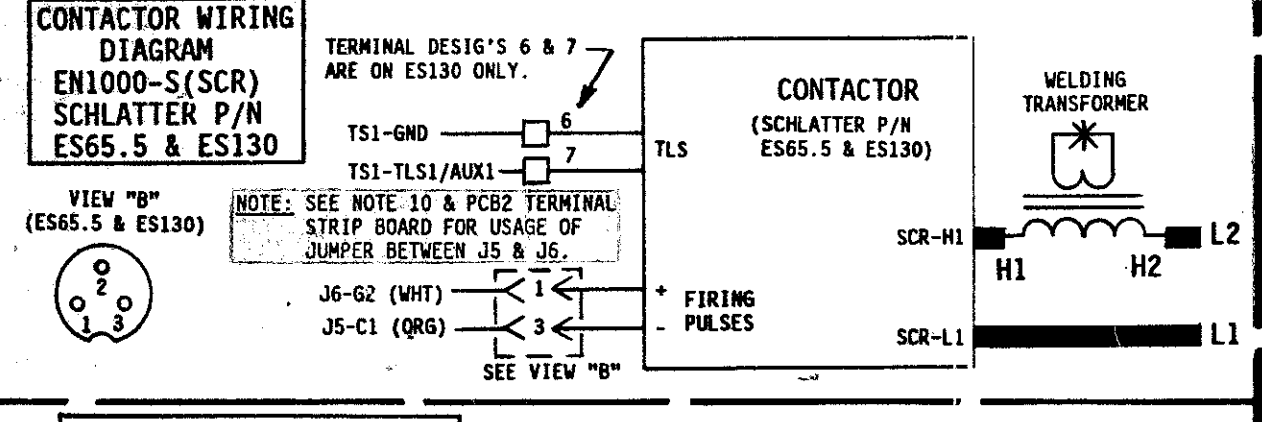 CONTACTOR WIRING
DIAGRAM
EN1000-S(SCR)
SCHLATTER P/N
ES65.5 & ES130
TERMINAL DESIG'S 6 & 7
ARE ON ES130 ONLY.
TS1-GND
6
TS1-TLS1/AUX1
7
TLS
CONTACTOR
(SCHLATTER P/N
ES65.5 & ES130)
WELDING
TRANSFORMER
VIEW "B"
(ES65.5 & ES130)
2
1 3
NOTE: SEE NOTE 10 & PCB2 TERMINAL
STRIP BOARD FOR USAGE OF
JUMPER BETWEEN J5 & J6.
J6-G2 (WHT)
1
+
J5-C1 (ORG)
3
-
FIRING
PULSES
SEE VIEW "B"
SCR-H1
H1
H2
L2
SCR-L1
L1